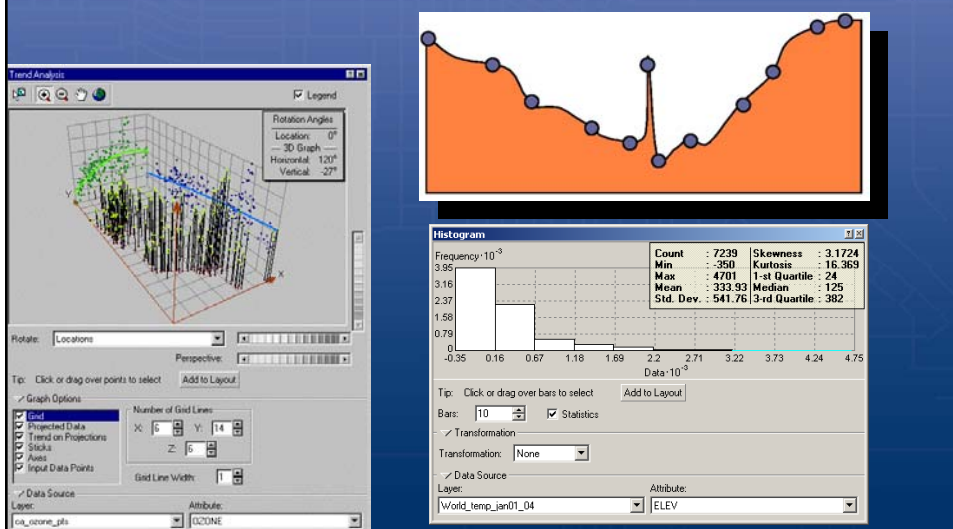 Trend Analysis
Legend
Rotation Angles
Location: 0°
3D Graph
Horizontal: 120°
Vertical: -27°
Y
X
Rotate: Locations
Perspective:
Tip: Click or drag over points to select Add to Layout
Graph Options
Grid
Projected Data
Trend on Projections
Sticks
Axes
Input Data Points
Number of Grid Lines
X: 6 Y: 14
Z: 6
Grid Line Width: 1
Data Source
Layer: Attribute:
ca_ozone_pts OZONE
Histogram
Frequency·10⁻³
Count : 7239 Skewness : 3.1724
Min : -350 Kurtosis : 16.369
Max : 4701 1-st Quartile : 24
Mean : 333.93 Median : 125
Std. Dev. : 541.76 3-rd Quartile : 382
3.95
3.16
2.37
1.58
0.79
0
-0.35 0.16 0.67 1.18 1.69 2.2 2.71 3.22 3.73 4.24 4.75
Data·10⁻³
Tip: Click or drag over bars to select Add to Layout
Bars: 10 Statistics
Transformation
Transformation: None
Data Source
Layer: Attribute:
World_temp_jan01_04 ELEV